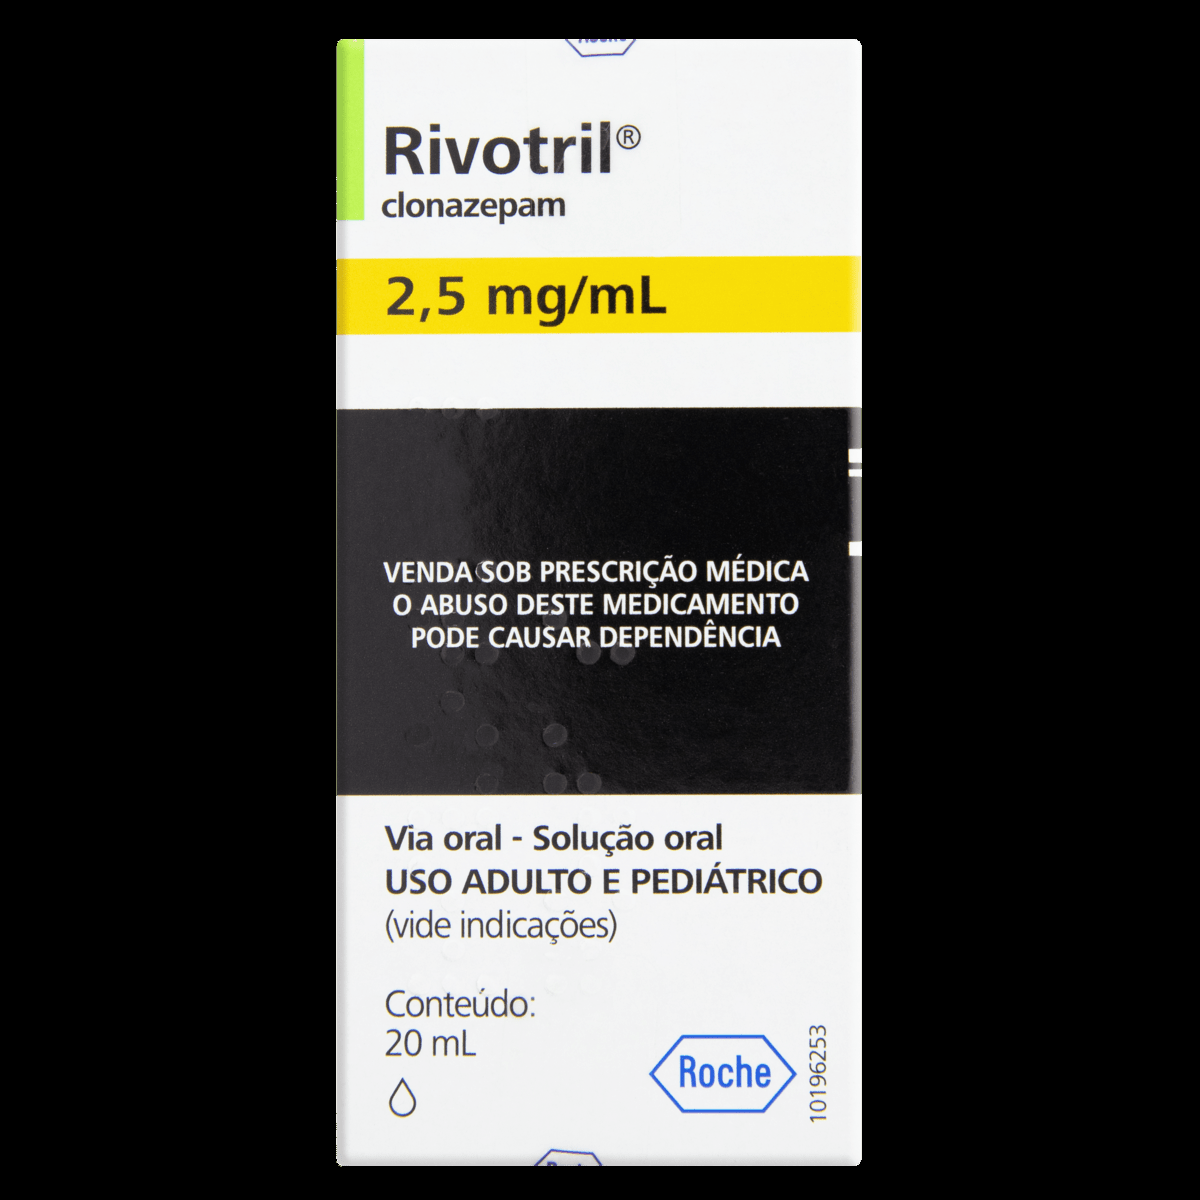 Rivotril®
clonazepam
2,5 mg/mL
VENDA SOB PRESCRIÇÃO MÉDICA
O ABUSO DESTE MEDICAMENTO
PODE CAUSAR DEPENDÊNCIA
Via oral - Solução oral
USO ADULTO E PEDIÁTRICO
(vide indicações)
Conteúdo:
20 mL
Roche
10196253